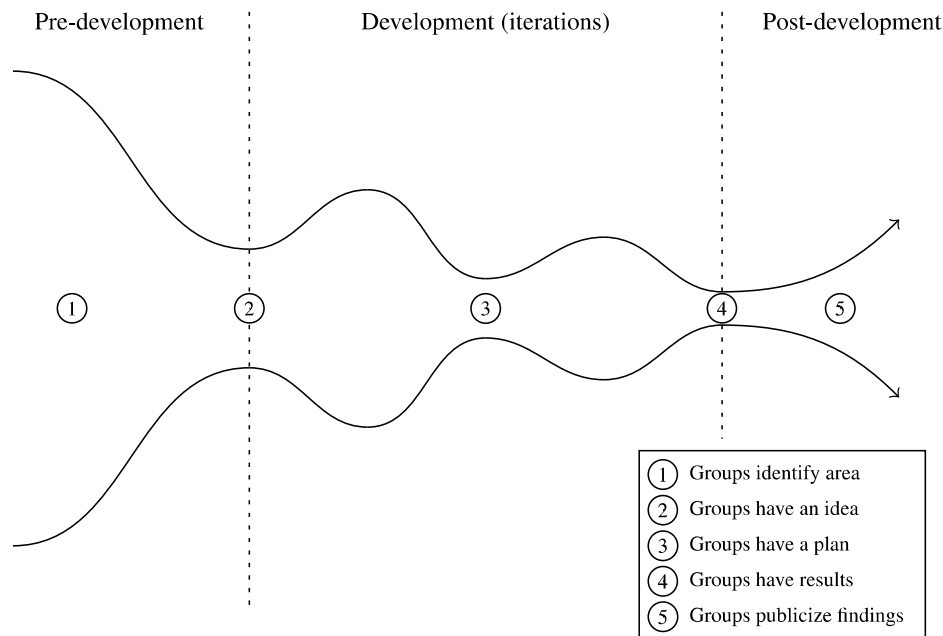 Pre-development
Development (iterations)
Post-development
1
2
3
4
5
1 Groups identify area
2 Groups have an idea
3 Groups have a plan
4 Groups have results
5 Groups publicize findings